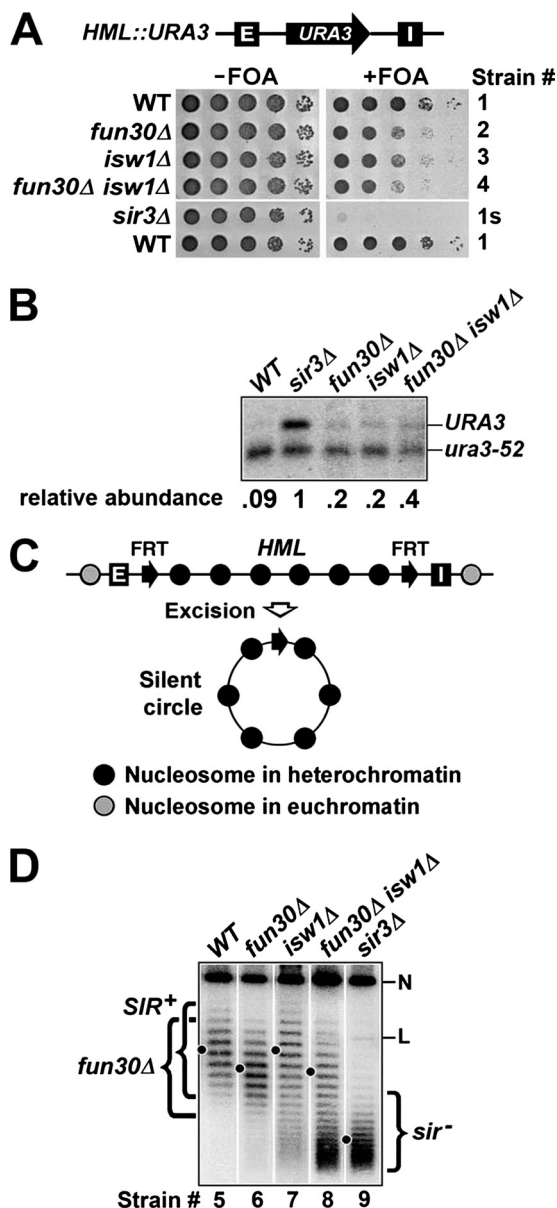 A
HML::URA3 E URA3 I
−FOA +FOA Strain #
WT 1
fun30Δ 2
isw1Δ 3
fun30Δ isw1Δ 4
sir3Δ 1s
WT 1
B
WT sir3Δ fun30Δ isw1Δ fun30Δ isw1Δ
URA3
ura3-52
relative abundance .09 1 .2 .2 .4
C
FRT HML FRT
E I
Excision
Silent
circle
Nucleosome in heterochromatin
Nucleosome in euchromatin
D
WT fun30Δ isw1Δ fun30Δ isw1Δ sir3Δ
N
SIR+
L
fun30Δ
sir-
Strain # 5 6 7 8 9